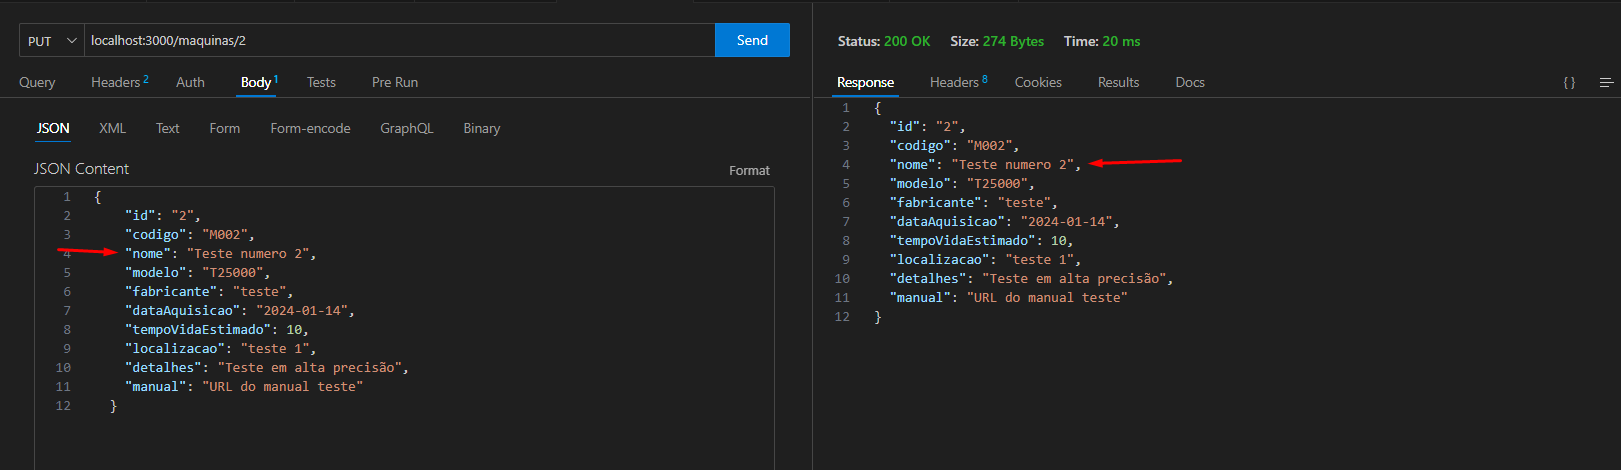 PUT localhost:3000/maquinas/2 Send
Query Headers 2 Auth Body 1 Tests Pre Run
JSON XML Text Form Form-encode GraphQL Binary
JSON Content Format
1 {
2 "id": "2",
3 "codigo": "M002",
4 "nome": "Teste numero 2",
5 "modelo": "T25000",
6 "fabricante": "teste",
7 "dataAquisicao": "2024-01-14",
8 "tempoVidaEstimado": 10,
9 "localizacao": "teste 1",
10 "detalhes": "Teste em alta precisão",
11 "manual": "URL do manual teste"
12 }
Status: 200 OK Size: 274 Bytes Time: 20 ms
Response Headers 8 Cookies Results Docs {}
1 {
2 "id": "2",
3 "codigo": "M002",
4 "nome": "Teste numero 2",
5 "modelo": "T25000",
6 "fabricante": "teste",
7 "dataAquisicao": "2024-01-14",
8 "tempoVidaEstimado": 10,
9 "localizacao": "teste 1",
10 "detalhes": "Teste em alta precisão",
11 "manual": "URL do manual teste"
12 }